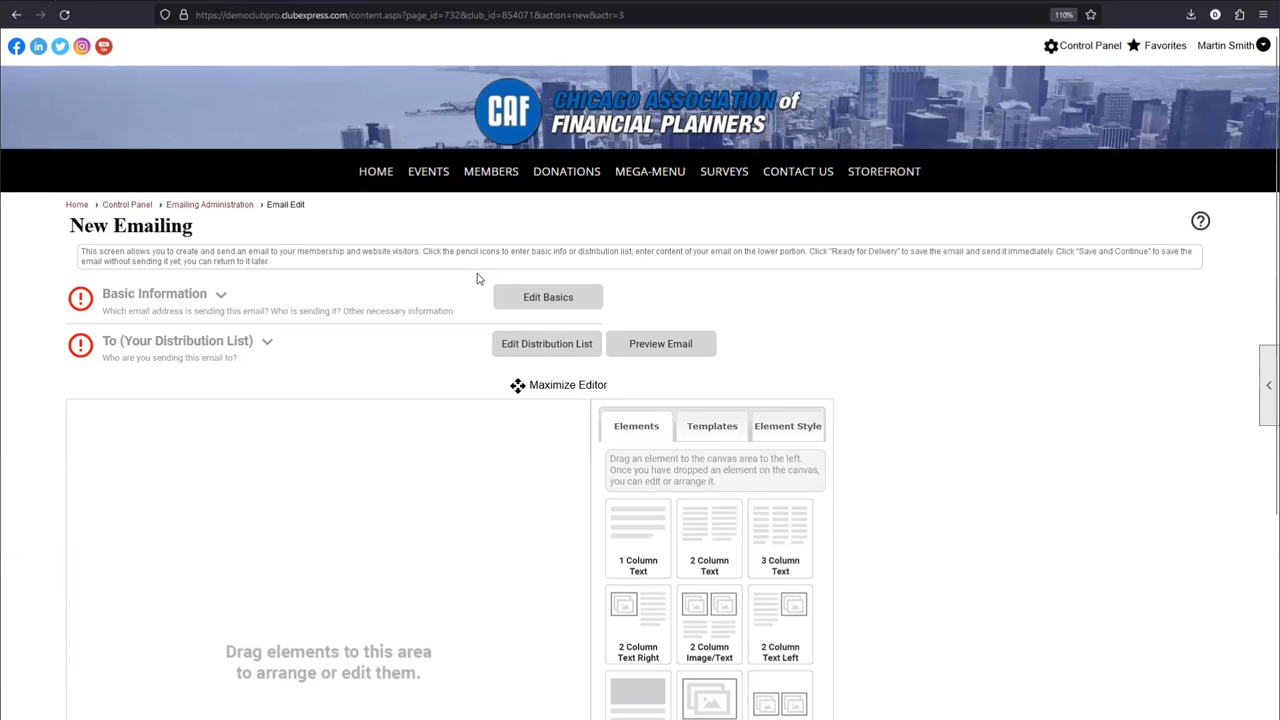 https://democlubpro.clubexpress.com/content.aspx?page_id=732&club_id=854071&action=new&actr=3
110%
Control Panel
Favorites
Martin Smith
CAF
CHICAGO ASSOCIATION of
FINANCIAL PLANNERS
HOME
EVENTS
MEMBERS
DONATIONS
MEGA-MENU
SURVEYS
CONTACT US
STOREFRONT
Home › Control Panel › Emailing Administration › Email Edit
New Emailing
This screen allows you to create and send an email to your membership and website visitors. Click the pencil icons to enter basic info or distribution list; enter content of your email on the lower portion. Click "Ready for Delivery" to save the email and send it immediately. Click "Save and Continue" to save the
email without sending it yet; you can return to it later.
Basic Information
Edit Basics
Which email address is sending this email? Who is sending it? Other necessary information
To (Your Distribution List)
Edit Distribution List
Preview Email
Who are you sending this email to?
Maximize Editor
Elements
Templates
Element Style
Drag an element to the canvas area to the left.
Once you have dropped an element on the canvas,
you can edit or arrange it.
1 Column
Text
2 Column
Text
3 Column
Text
2 Column
Text Right
2 Column
Image/Text
2 Column
Text Left
Drag elements to this area
to arrange or edit them.